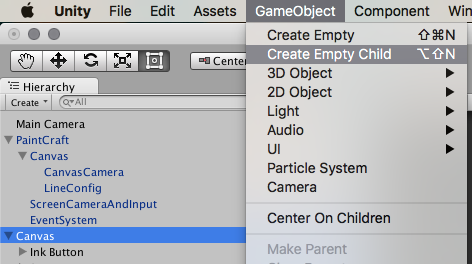 Unity File Edit Assets GameObject Component Win
Center
Hierarchy
Create All
Main Camera
PaintCraft
Canvas
CanvasCamera
LineConfig
ScreenCameraAndInput
EventSystem
Canvas
Ink Button
Create Empty ⇧⌘N
Create Empty Child ⌥⇧N
3D Object
2D Object
Light
Audio
UI
Particle System
Camera
Center On Children
Make Parent